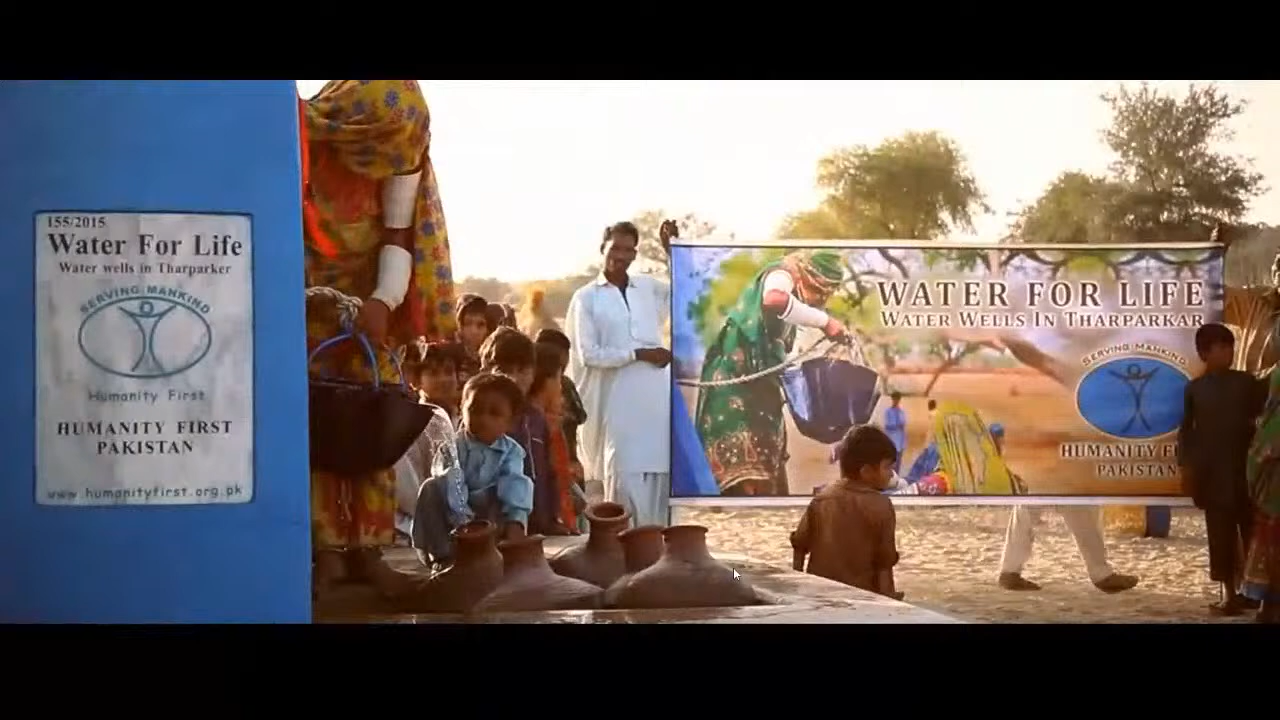 155/2015
Water For Life
Water wells in Tharparker
SERVING MANKIND
Humanity First
HUMANITY FIRST
PAKISTAN
www.humanityfirst.org.pk
WATER FOR LIFE
WATER WELLS IN THARPARKAR
SERVING MANKIND
HUMANITY FI
PAKISTAN